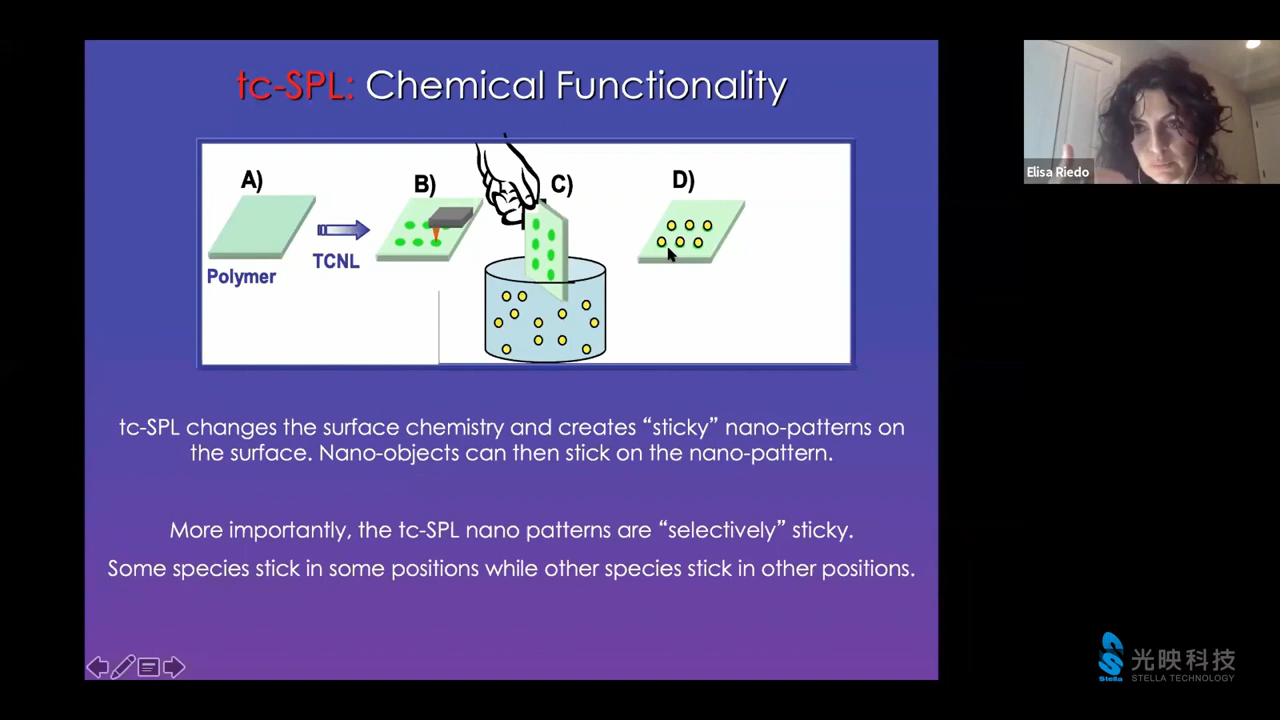 tc-SPL: Chemical Functionality
A)
B)
C)
D)
TCNL
Polymer
tc-SPL changes the surface chemistry and creates “sticky” nano-patterns on
the surface. Nano-objects can then stick on the nano-pattern.
More importantly, the tc-SPL nano patterns are “selectively” sticky.
Some species stick in some positions while other species stick in other positions.
Elisa Riedo
Stella
光映科技
STELLA TECHNOLOGY